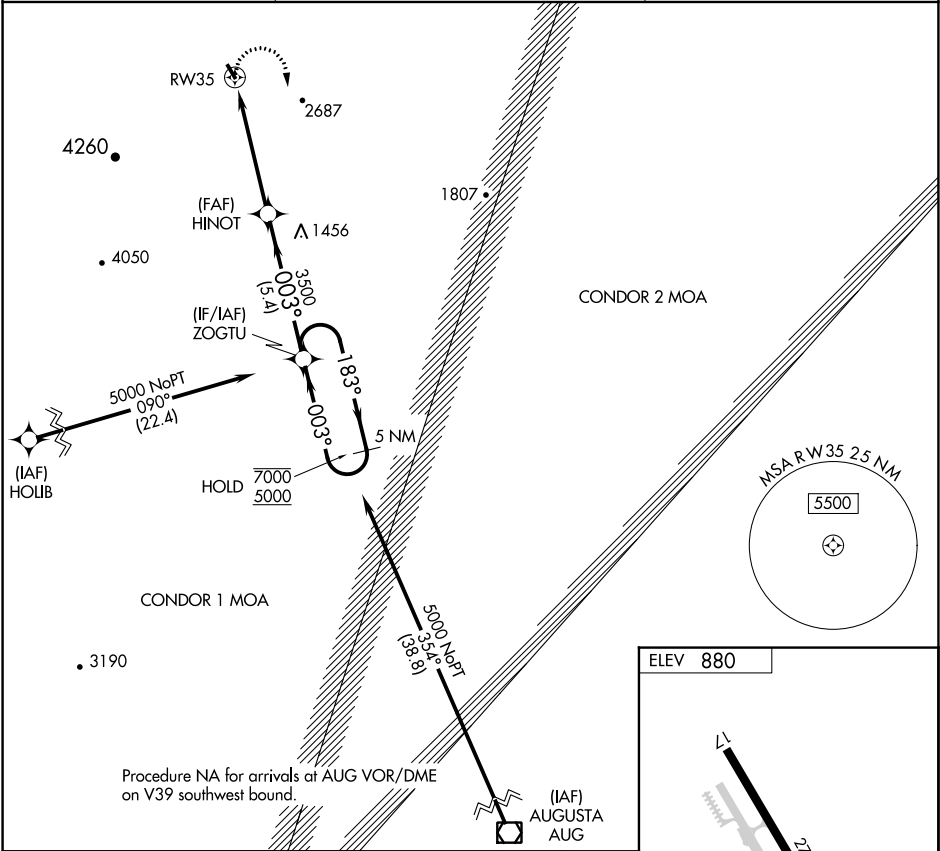 RW35
2687
4260
1807
(FAF)
HINOT
1456
4050
3500
003°
(5.4)
CONDOR 2 MOA
(IF/IAF)
ZOGTU
183°
5000 NoPT
090°
(22.4)
003°
5 NM
(IAF)
HOLIB
HOLD
7000
5000
MSA RW35 25 NM
5500
CONDOR 1 MOA
5000 NoPT
354°
(38.8)
3190
ELEV 880
17
Procedure NA for arrivals at AUG VOR/DME
on V39 southwest bound.
(IAF)
AUGUSTA
AUG